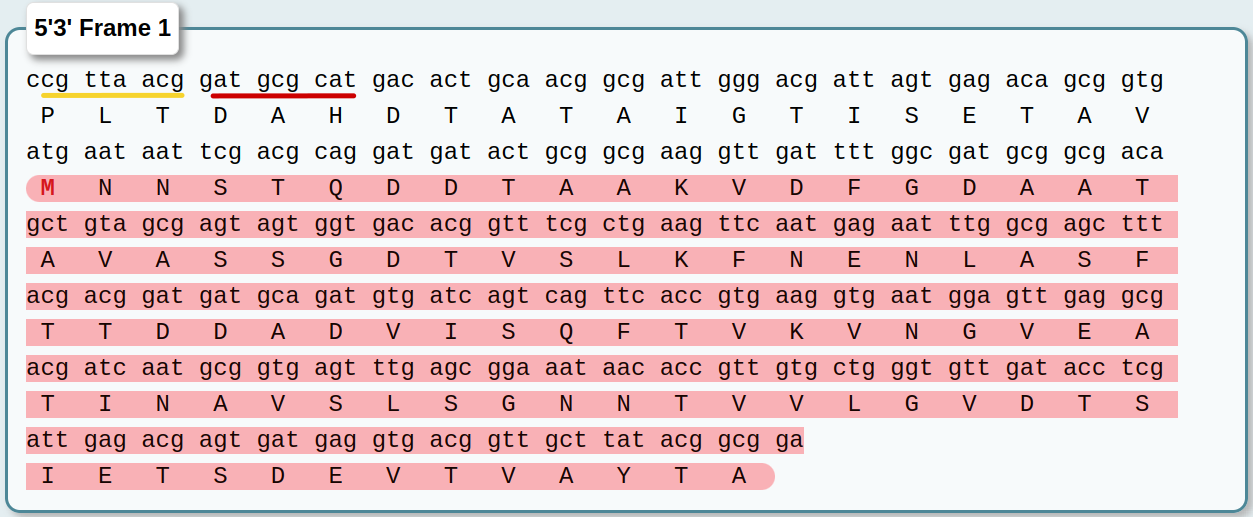 5'3' Frame 1
ccg tta acg gat gcg cat gac act gca acg gcg att ggg acg att agt gag aca gcg gtg
P L T D A H D T A T A I G T I S E T A V
atg aat aat tcg acg cag gat gat act gcg gcg aag gtt gat ttt ggc gat gcg gcg aca
M N N S T Q D D T A A K V D F G D A A T
gct gta gcg agt agt ggt gac acg gtt tcg ctg aag ttc aat gag aat ttg gcg agc ttt
A V A S S G D T V S L K F N E N L A S F
acg acg gat gat gca gat gtg atc agt cag ttc acc gtg aag gtg aat gga gtt gag gcg
T T D D A D V I S Q F T V K V N G V E A
acg atc aat gcg gtg agt ttg agc gga aat aac acc gtt gtg ctg ggt gtt gat acc tcg
T I N A V S L S G N N T V V L G V D T S
att gag acg agt gat gag gtg acg gtt gct tat acg gcg ga
I E T S D E V T V A Y T A